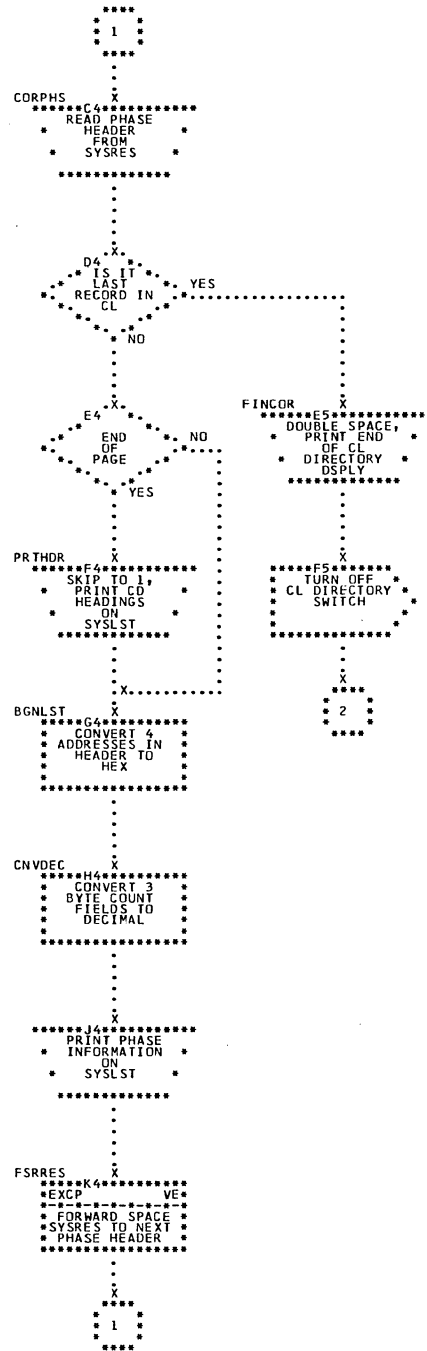 1
CORPHS
C4
READ PHASE
HEADER
FROM
SYSRES
D4
IS IT
LAST
RECORD IN
CL
YES
NO
E4
END
OF
PAGE
NO
YES
FINCOR
E5
DOUBLE SPACE,
PRINT END
OF CL
DIRECTORY
DSPLY
PRTHDR
F4
SKIP TO 1,
PRINT CD
HEADINGS
ON
SYSLST
F5
TURN OFF
CL DIRECTORY
SWITCH
2
BGNLST
G4
CONVERT 4
ADDRESSES IN
HEADER TO
HEX
CNVDEC
H4
CONVERT 3
BYTE COUNT
FIELDS TO
DECIMAL
J4
PRINT PHASE
INFORMATION
ON
SYSLST
FSRRES
K4
EXCP VE
FORWARD SPACE
SYSRES TO NEXT
PHASE HEADER
1